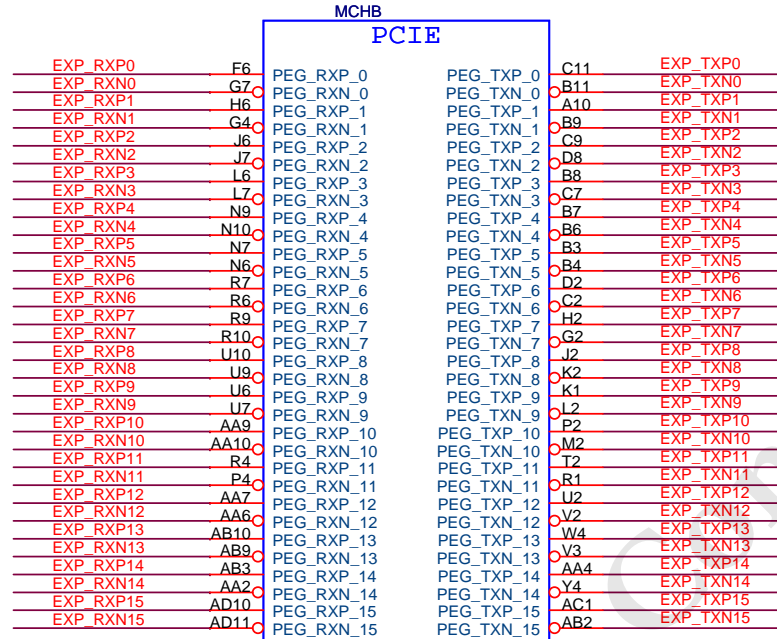 MCHB
PCIE
EXP_RXP0 F6 PEG_RXP_0 PEG_TXP_0 C11 EXP_TXP0
EXP_RXN0 G7 PEG_RXN_0 PEG_TXN_0 B11 EXP_TXN0
EXP_RXP1 H6 PEG_RXP_1 PEG_TXP_1 A10 EXP_TXP1
EXP_RXN1 G4 PEG_RXN_1 PEG_TXN_1 B9 EXP_TXN1
EXP_RXP2 J6 PEG_RXP_2 PEG_TXP_2 C9 EXP_TXP2
EXP_RXN2 J7 PEG_RXN_2 PEG_TXN_2 D8 EXP_TXN2
EXP_RXP3 L6 PEG_RXP_3 PEG_TXP_3 B8 EXP_TXP3
EXP_RXN3 L7 PEG_RXN_3 PEG_TXN_3 C7 EXP_TXN3
EXP_RXP4 N9 PEG_RXP_4 PEG_TXP_4 B7 EXP_TXP4
EXP_RXN4 N10 PEG_RXN_4 PEG_TXN_4 B6 EXP_TXN4
EXP_RXP5 N7 PEG_RXP_5 PEG_TXP_5 B3 EXP_TXP5
EXP_RXN5 N6 PEG_RXN_5 PEG_TXN_5 B4 EXP_TXN5
EXP_RXP6 R7 PEG_RXP_6 PEG_TXP_6 D2 EXP_TXP6
EXP_RXN6 R6 PEG_RXN_6 PEG_TXN_6 C2 EXP_TXN6
EXP_RXP7 R9 PEG_RXP_7 PEG_TXP_7 H2 EXP_TXP7
EXP_RXN7 R10 PEG_RXN_7 PEG_TXN_7 G2 EXP_TXN7
EXP_RXP8 U10 PEG_RXP_8 PEG_TXP_8 J2 EXP_TXP8
EXP_RXN8 U9 PEG_RXN_8 PEG_TXN_8 K2 EXP_TXN8
EXP_RXP9 U6 PEG_RXP_9 PEG_TXP_9 K1 EXP_TXP9
EXP_RXN9 U7 PEG_RXN_9 PEG_TXN_9 L2 EXP_TXN9
EXP_RXP10 AA9 PEG_RXP_10 PEG_TXP_10 P2 EXP_TXP10
EXP_RXN10 AA10 PEG_RXN_10 PEG_TXN_10 M2 EXP_TXN10
EXP_RXP11 R4 PEG_RXP_11 PEG_TXP_11 T2 EXP_TXP11
EXP_RXN11 P4 PEG_RXN_11 PEG_TXN_11 R1 EXP_TXN11
EXP_RXP12 AA7 PEG_RXP_12 PEG_TXP_12 U2 EXP_TXP12
EXP_RXN12 AA6 PEG_RXN_12 PEG_TXN_12 V2 EXP_TXN12
EXP_RXP13 AB10 PEG_RXP_13 PEG_TXP_13 W4 EXP_TXP13
EXP_RXN13 AB9 PEG_RXN_13 PEG_TXN_13 V3 EXP_TXN13
EXP_RXP14 AB3 PEG_RXP_14 PEG_TXP_14 AA4 EXP_TXP14
EXP_RXN14 AA2 PEG_RXN_14 PEG_TXN_14 Y4 EXP_TXN14
EXP_RXP15 AD10 PEG_RXP_15 PEG_TXP_15 AC1 EXP_TXP15
EXP_RXN15 AD11 PEG_RXN_15 PEG_TXN_15 AB2 EXP_TXN15